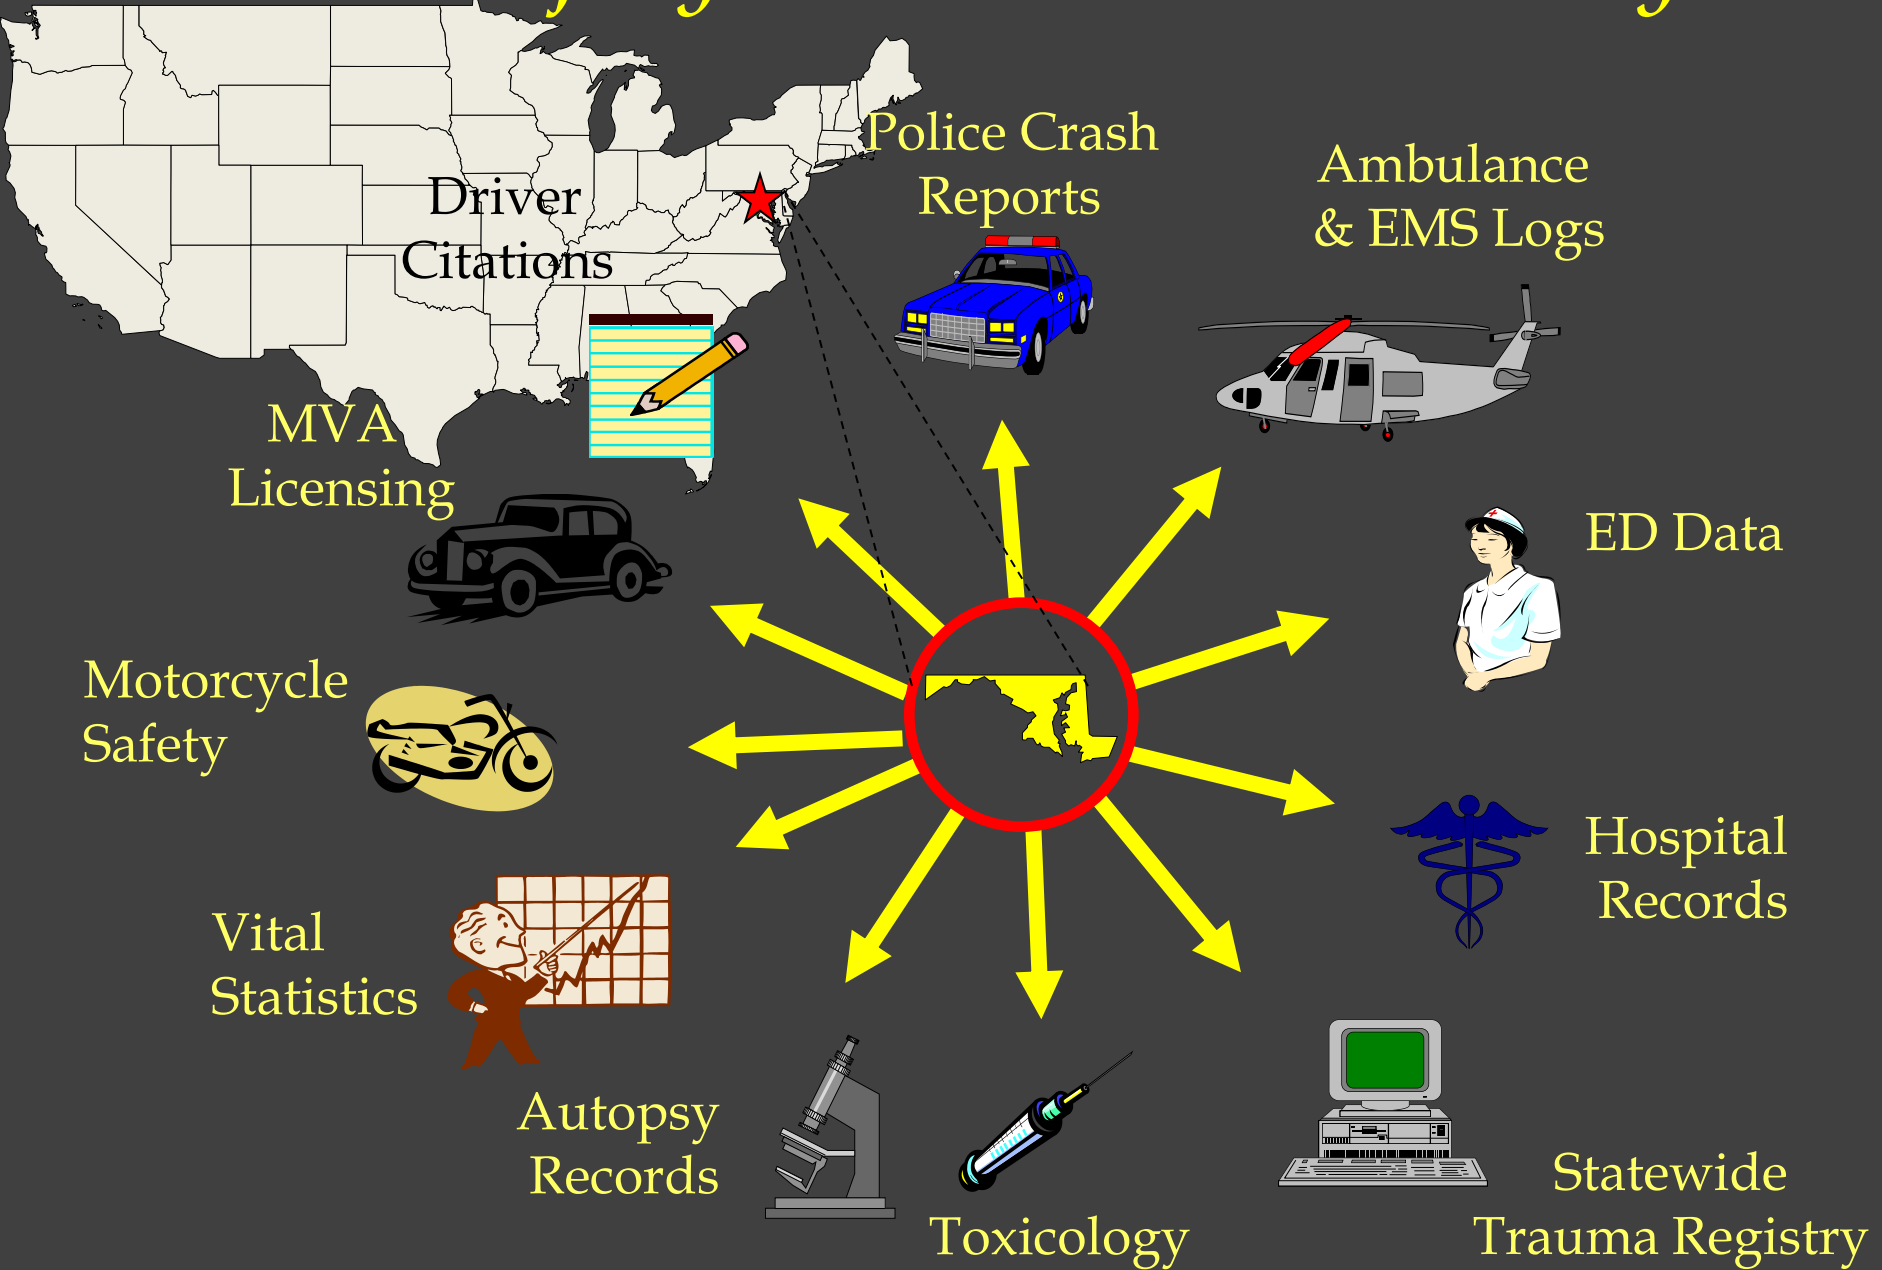 Police Crash
Reports
Ambulance
& EMS Logs
Driver
Citations
MVA
Licensing
ED Data
Motorcycle
Safety
Hospital
Records
Vital
Statistics
Autopsy
Records
Toxicology
Statewide
Trauma Registry